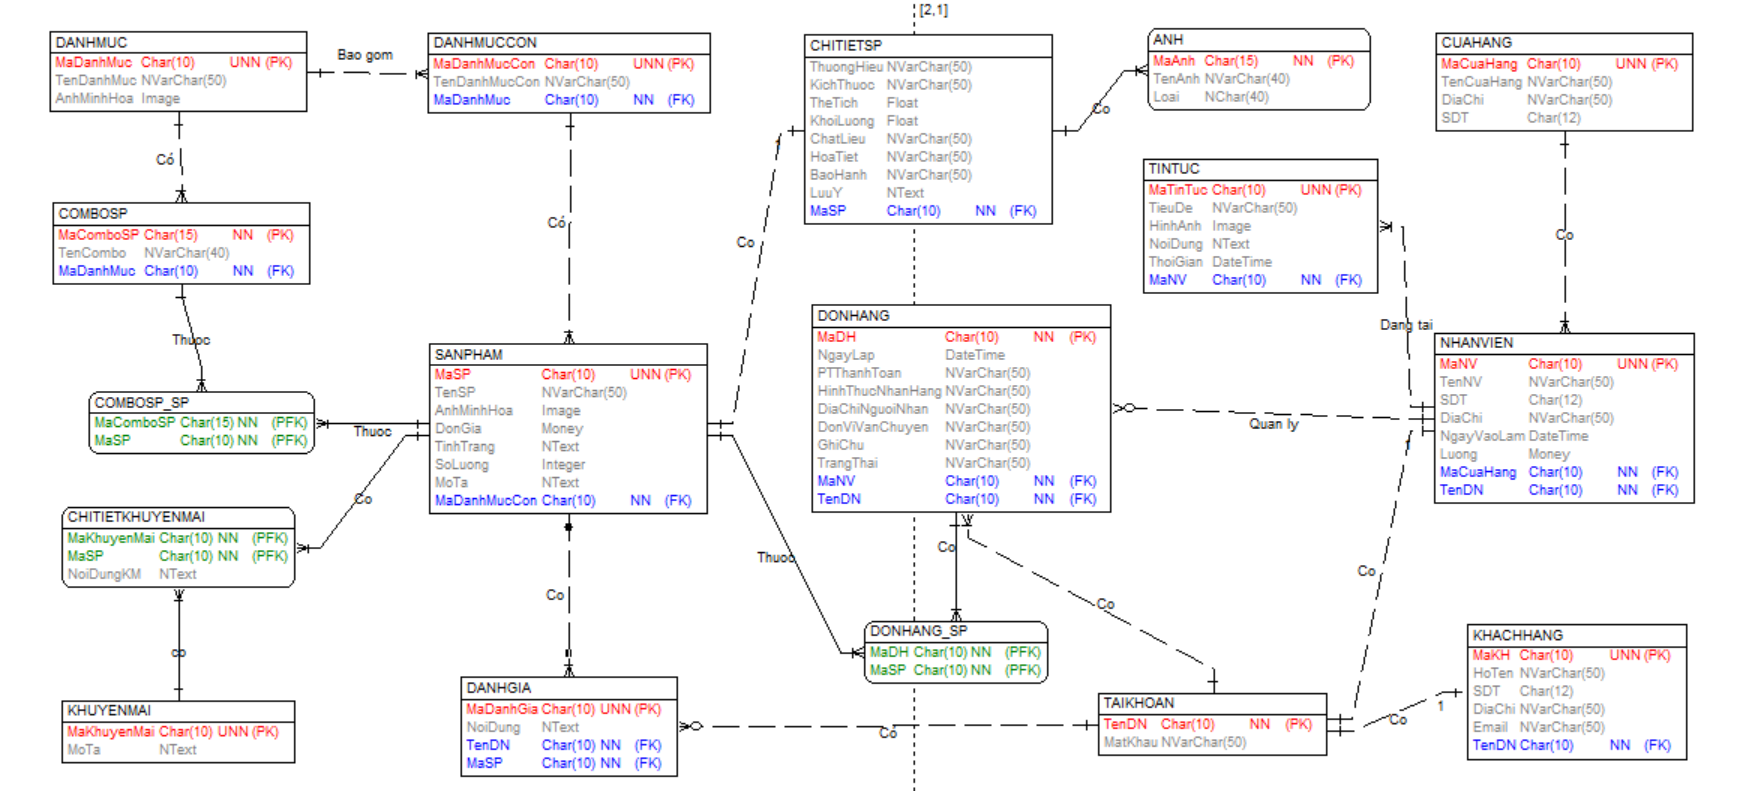 [2,1]
DANHMUC
MaDanhMuc Char(10) UNN (PK)
TenDanhMuc NVarChar(50)
AnhMinhHoa Image
Bao gom
DANHMUCCON
MaDanhMucCon Char(10) UNN (PK)
TenDanhMucCon NVarChar(50)
MaDanhMuc Char(10) NN (FK)
CHITIETSP
ThuongHieu NVarChar(50)
KichThuoc NVarChar(50)
TheTich Float
KhoiLuong Float
ChatLieu NVarChar(50)
HoaTiet NVarChar(50)
BaoHanh NVarChar(50)
LuuY NText
MaSP Char(10) NN (FK)
Co
ANH
MaAnh Char(15) NN (PK)
TenAnh NVarChar(40)
Loai NChar(40)
CUAHANG
MaCuaHang Char(10) UNN (PK)
TenCuaHang NVarChar(50)
DiaChi NVarChar(50)
SDT Char(12)
Có
Có
Co
1
TINTUC
MaTinTuc Char(10) UNN (PK)
TieuDe NVarChar(50)
HinhAnh Image
NoiDung NText
ThoiGian DateTime
MaNV Char(10) NN (FK)
Co
Dang tai
COMBOSP
MaComboSP Char(15) NN (PK)
TenCombo NVarChar(40)
MaDanhMuc Char(10) NN (FK)
Thuoc
SANPHAM
MaSP Char(10) UNN (PK)
TenSP NVarChar(50)
AnhMinhHoa Image
DonGia Money
TinhTrang NText
SoLuong Integer
MoTa NText
MaDanhMucCon Char(10) NN (FK)
DONHANG
MaDH Char(10) NN (PK)
NgayLap DateTime
PTThanhToan NVarChar(50)
HinhThucNhanHang NVarChar(50)
DiaChiNguoiNhan NVarChar(50)
DonViVanChuyen NVarChar(50)
GhiChu NVarChar(50)
TrangThai NVarChar(50)
MaNV Char(10) NN (FK)
TenDN Char(10) NN (FK)
Quan ly
NHANVIEN
MaNV Char(10) UNN (PK)
TenNV NVarChar(50)
SDT Char(12)
DiaChi NVarChar(50)
NgayVaoLam DateTime
Luong Money
MaCuaHang Char(10) NN (FK)
TenDN Char(10) NN (FK)
1
COMBOSP_SP
MaComboSP Char(15) NN (PFK)
MaSP Char(10) NN (PFK)
Thuoc
Co
CHITIETKHUYENMAI
MaKhuyenMai Char(10) NN (PFK)
MaSP Char(10) NN (PFK)
NoiDungKM NText
co
Co
Thuoc
Co
Co
Co
DONHANG_SP
MaDH Char(10) NN (PFK)
MaSP Char(10) NN (PFK)
KHUYENMAI
MaKhuyenMai Char(10) UNN (PK)
MoTa NText
DANHGIA
MaDanhGia Char(10) UNN (PK)
NoiDung NText
TenDN Char(10) NN (FK)
MaSP Char(10) NN (FK)
Co
TAIKHOAN
TenDN Char(10) NN (PK)
MatKhau NVarChar(50)
Co
1
KHACHHANG
MaKH Char(10) UNN (PK)
HoTen NVarChar(50)
SDT Char(12)
DiaChi NVarChar(50)
Email NVarChar(50)
TenDN Char(10) NN (FK)